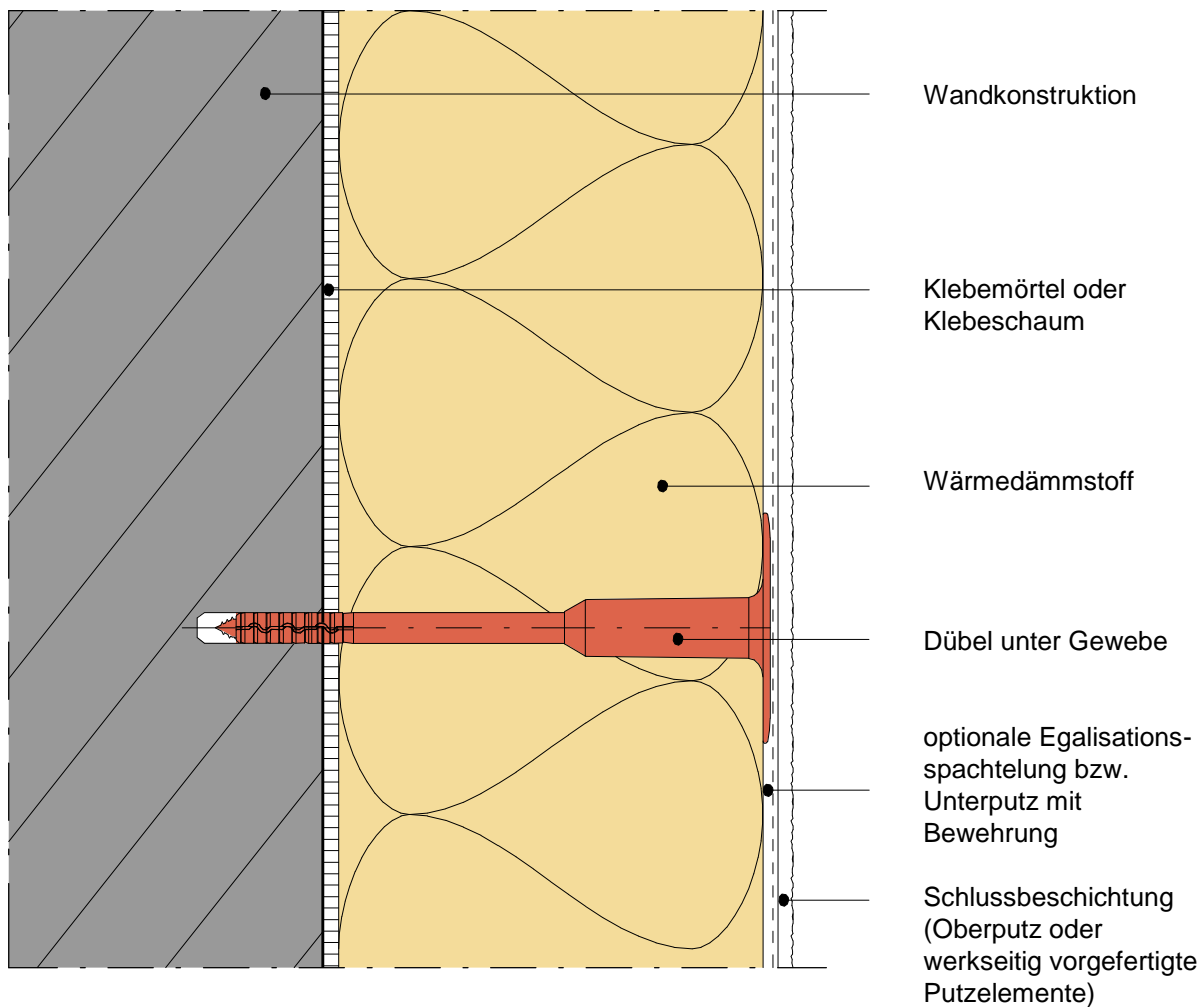 Wandkonstruktion
Klebemörtel oder
Klebeschaum
Wärmedämmstoff
Dübel unter Gewebe
optionale Egalisations-
spachtelung bzw.
Unterputz mit
Bewehrung
Schlussbeschichtung
(Oberputz oder
werkseitig vorgefertigte
Putzelemente)